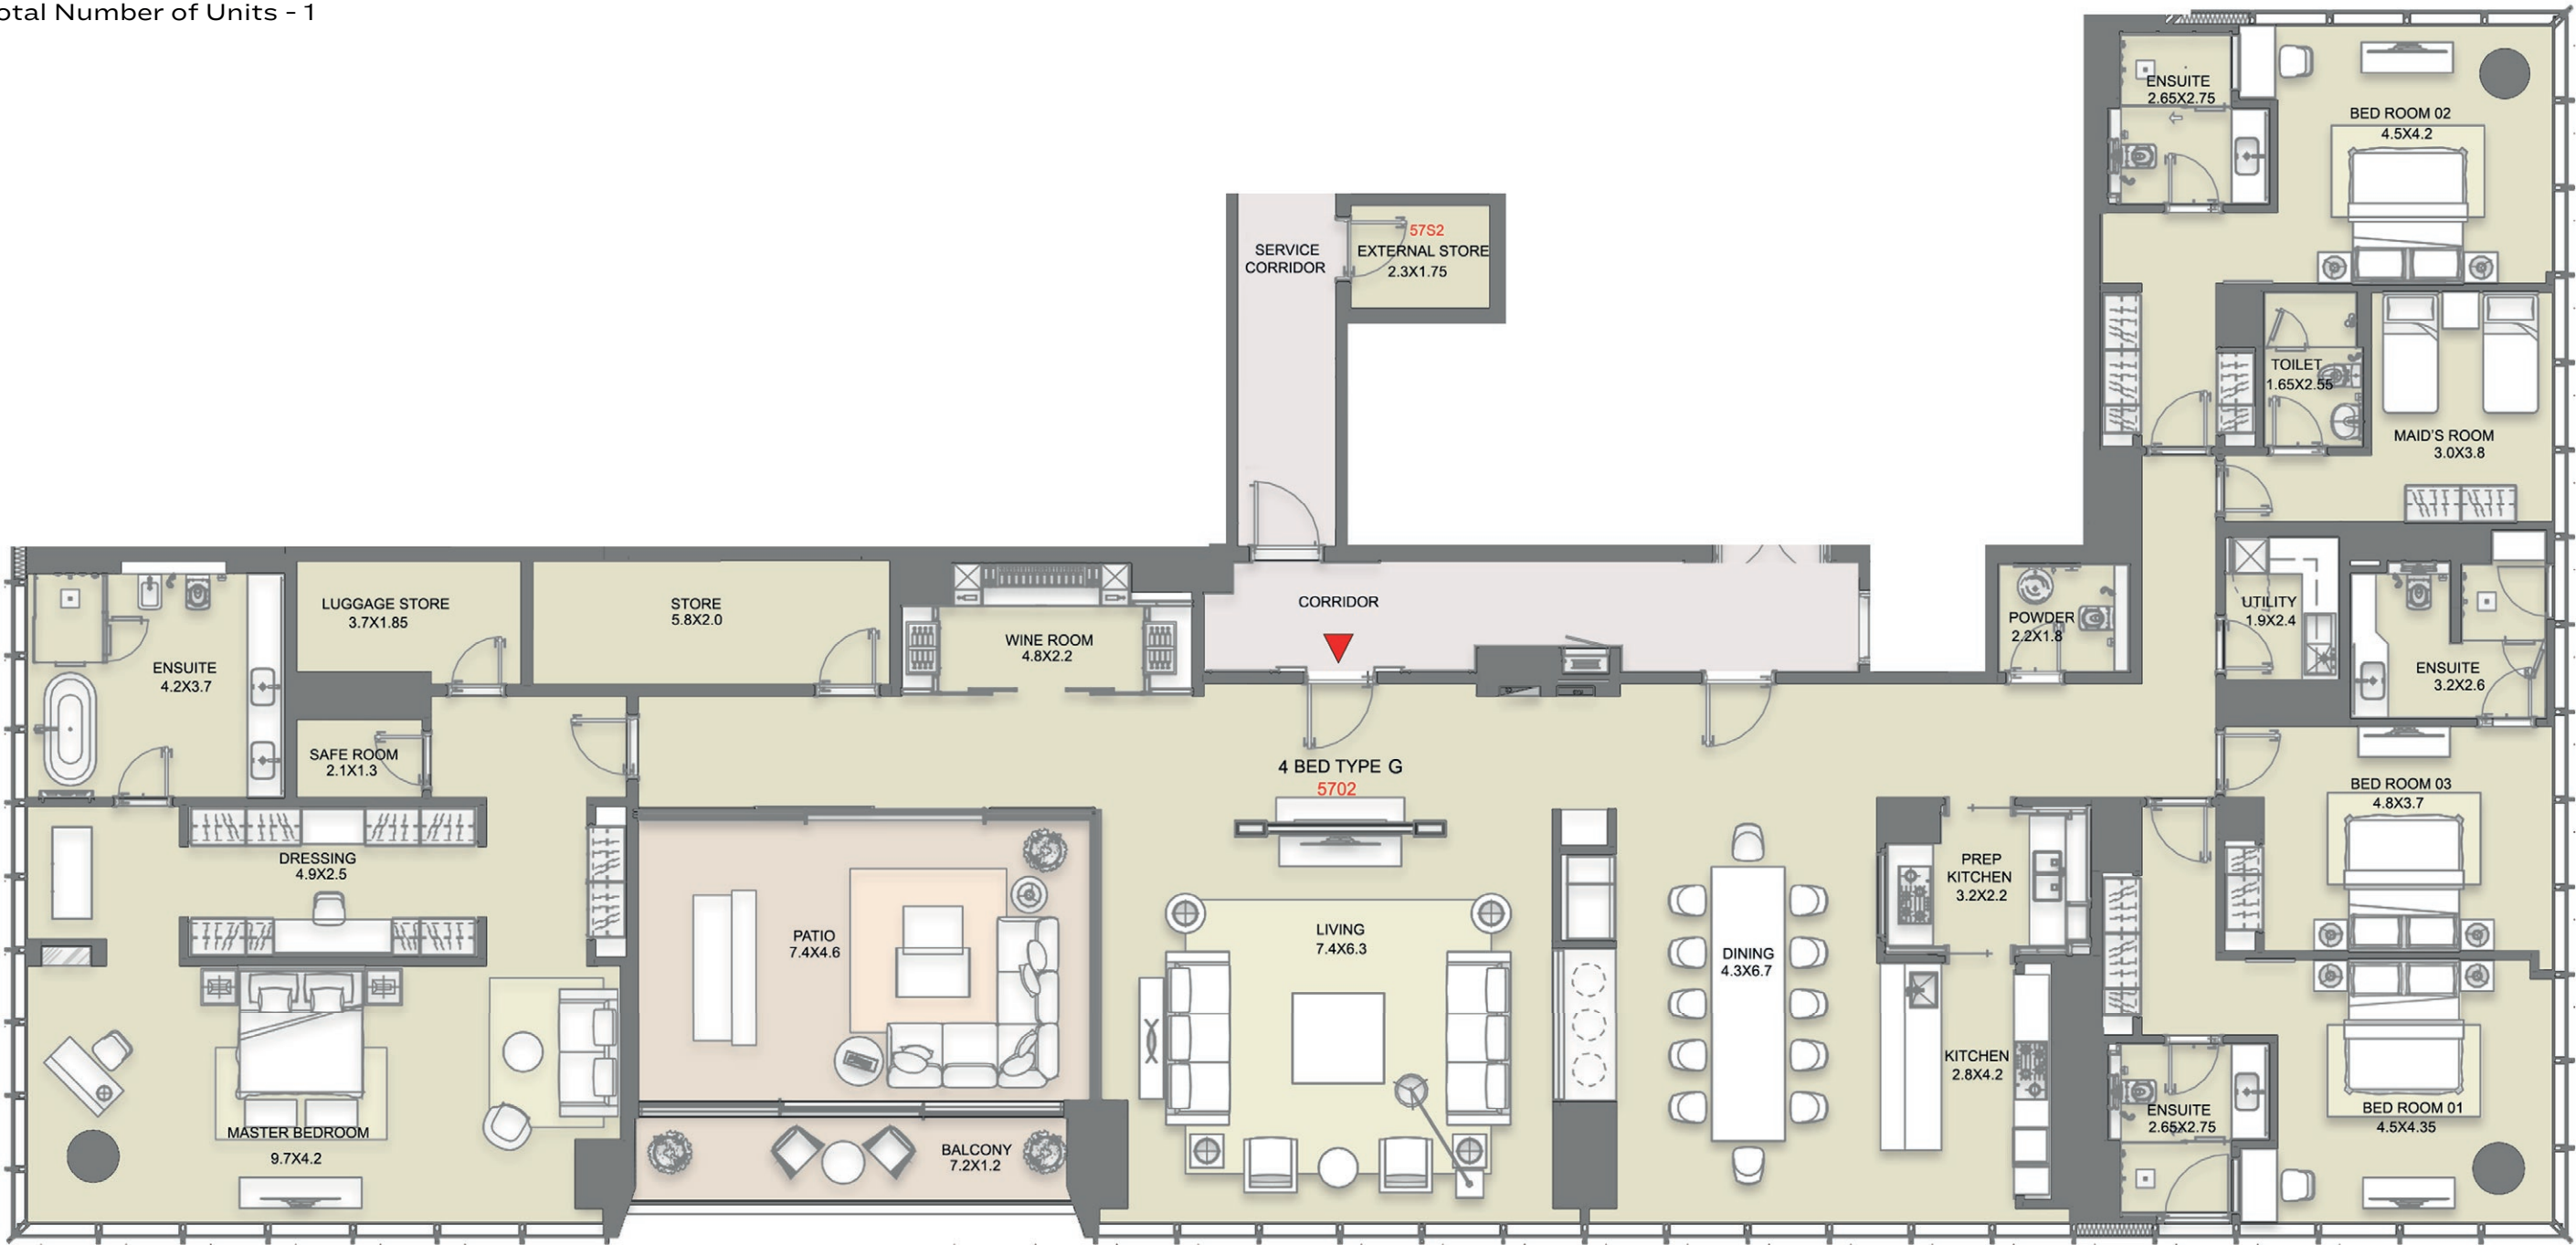 otal Number of Units - 1
ENSUITE
2.65X2.75
BED ROOM 02
4.5X4.2
57S2
EXTERNAL STORE
2.3X1.75
SERVICE
CORRIDOR
TOILET
1.65X2.55
MAID'S ROOM
3.0X3.8
LUGGAGE STORE
3.7X1.85
STORE
5.8X2.0
WINE ROOM
4.8X2.2
CORRIDOR
POWDER
2.2X1.8
UTILITY
1.9X2.4
ENSUITE
3.2X2.6
ENSUITE
4.2X3.7
SAFE ROOM
2.1X1.3
4 BED TYPE G
5702
BED ROOM 03
4.8X3.7
DRESSING
4.9X2.5
PREP
KITCHEN
3.2X2.2
PATIO
7.4X4.6
LIVING
7.4X6.3
DINING
4.3X6.7
KITCHEN
2.8X4.2
MASTER BEDROOM
9.7X4.2
BALCONY
7.2X1.2
ENSUITE
2.65X2.75
BED ROOM 01
4.5X4.35